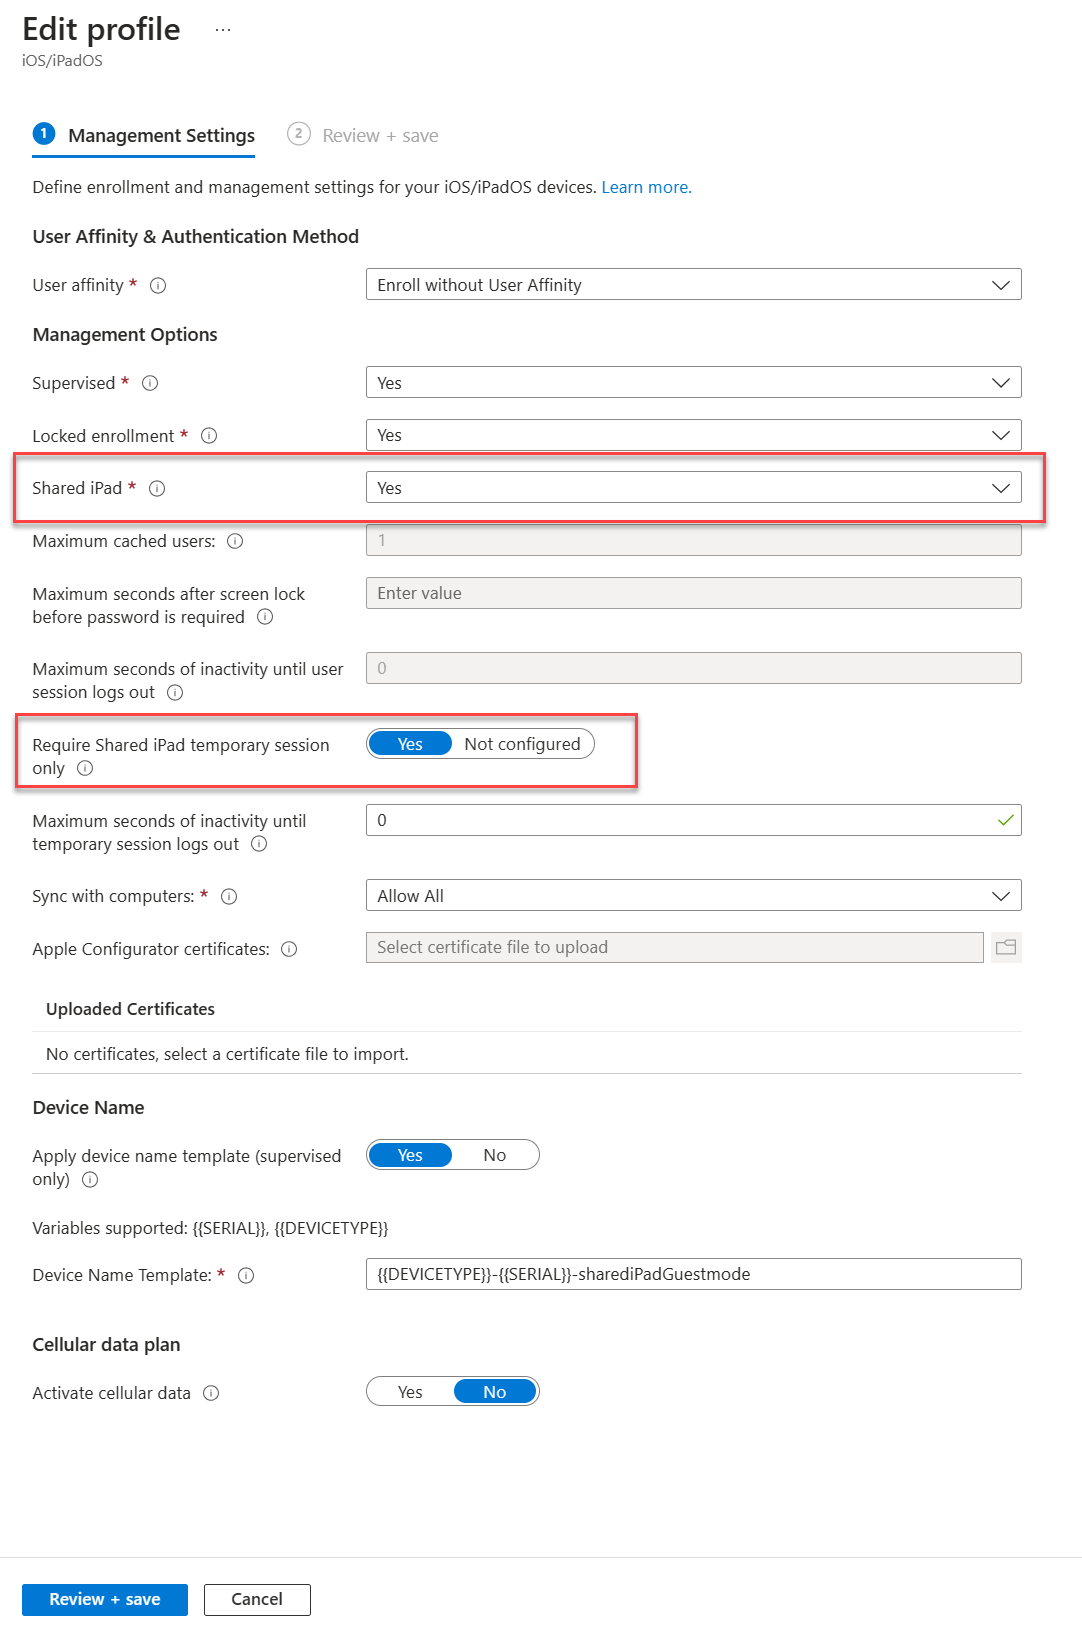 Edit profile ...
iOS/iPadOS
1 Management Settings 2 Review + save
Define enrollment and management settings for your iOS/iPadOS devices. Learn more.
User Affinity & Authentication Method
User affinity * Enroll without User Affinity
Management Options
Supervised * Yes
Locked enrollment * Yes
Shared iPad * Yes
Maximum cached users: 1
Maximum seconds after screen lock
before password is required
Enter value
Maximum seconds of inactivity until user
session logs out
0
Require Shared iPad temporary session
only
Yes Not configured
Maximum seconds of inactivity until
temporary session logs out
0
Sync with computers: * Allow All
Apple Configurator certificates: Select certificate file to upload
Uploaded Certificates
No certificates, select a certificate file to import.
Device Name
Apply device name template (supervised
only)
Yes No
Variables supported: {{SERIAL}}, {{DEVICETYPE}}
Device Name Template: * {{DEVICETYPE}}-{{SERIAL}}-sharediPadGuestmode
Cellular data plan
Activate cellular data Yes No
Review + save Cancel